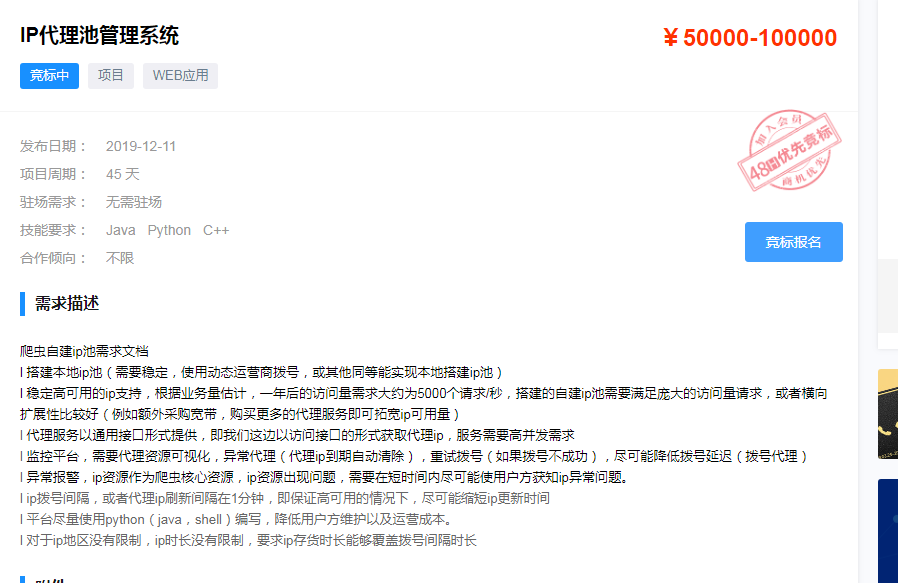 IP代理池管理系统
¥ 50000-100000
竞标中 项目 WEB应用
发布日期： 2019-12-11
项目周期： 45 天
驻场需求： 无需驻场
技能要求： Java Python C++
合作倾向： 不限
加入会员
48时优先竞标
商机优先
竞标报名
需求描述
爬虫自建ip池需求文档
l 搭建本地ip池（需要稳定，使用动态运营商拨号，或其他同等能实现本地搭建ip池）
l 稳定高可用的ip支持，根据业务量估计，一年后的访问量需求大约为5000个请求/秒，搭建的自建ip池需要满足庞大的访问量请求，或者横向
扩展性比较好（例如额外采购宽带，购买更多的代理服务即可拓宽ip可用量）
l 代理服务以通用接口形式提供，即我们这边以访问接口的形式获取代理ip，服务需要高并发需求
l 监控平台，需要代理资源可视化，异常代理（代理ip到期自动清除），重试拨号（如果拨号不成功），尽可能降低拨号延迟（拨号代理）
l 异常报警，ip资源作为爬虫核心资源，ip资源出现问题，需要在短时间内尽可能使用户方获知ip异常问题。
l ip拨号间隔，或者代理ip刷新间隔在1分钟，即保证高可用的情况下，尽可能缩短ip更新时间
l 平台尽量使用python（java，shell）编写，降低用户方维护以及运营成本。
l 对于ip地区没有限制，ip时长没有限制，要求ip存货时长能够覆盖拨号间隔时长